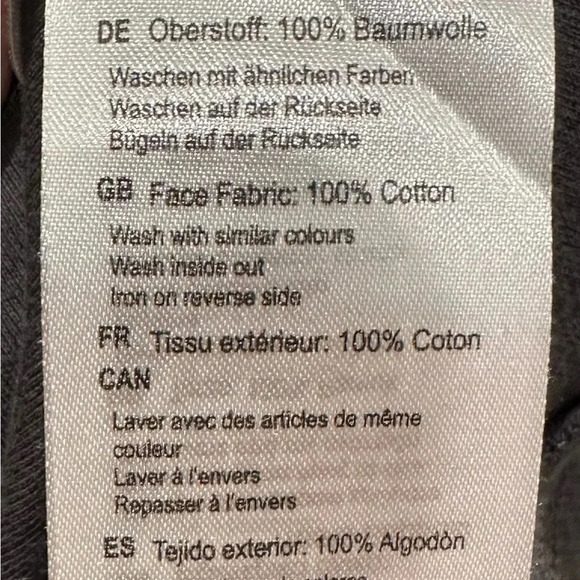 DE Oberstoff: 100% Baumwolle
Waschen mit ähnlichen Farben
Waschen auf der Rückseite
Bügeln auf der Rückseite
GB Face Fabric: 100% Cotton
Wash with similar colours
Wash inside out
Iron on reverse side
FR Tissu extérieur: 100% Coton
CAN
Laver avec des articles de même
couleur
Laver à l'envers
Repasser à l'envers
ES Tejido exterior: 100% Algodòn